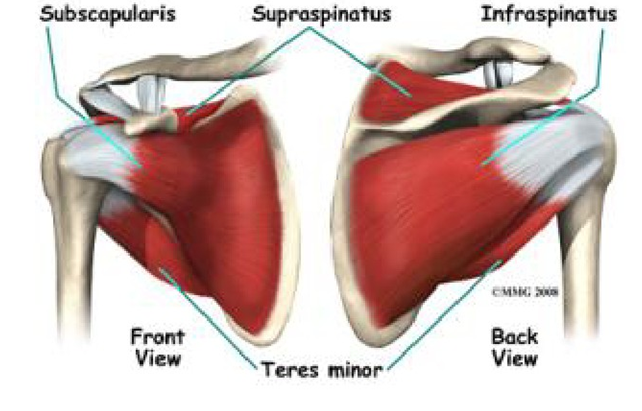 Subscapularis
Supraspinatus
Infraspinatus
©MMG 2008
Front
View
Back
View
Teres minor